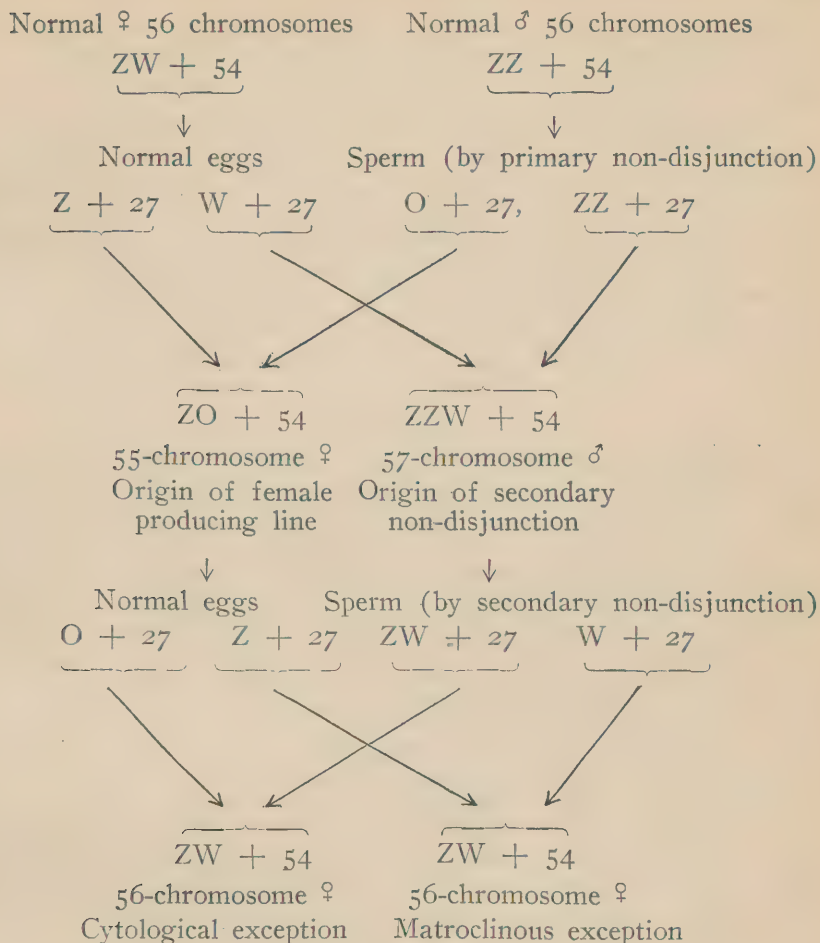 Normal ♀ 56 chromosomes Normal ♂ 56 chromosomes
ZW + 54 ZZ + 54
↓ ↓
Normal eggs Sperm (by primary non-disjunction)
Z + 27 W + 27 O + 27, ZZ + 27
ZO + 54 ZZW + 54
55-chromosome ♀ 57-chromosome ♂
Origin of female Origin of secondary
producing line non-disjunction
↓ ↓
Normal eggs Sperm (by secondary non-disjunction)
O + 27 Z + 27 ZW + 27 W + 27
ZW + 54 ZW + 54
56-chromosome ♀ 56-chromosome ♀
Cytological exception Matroclinous exception